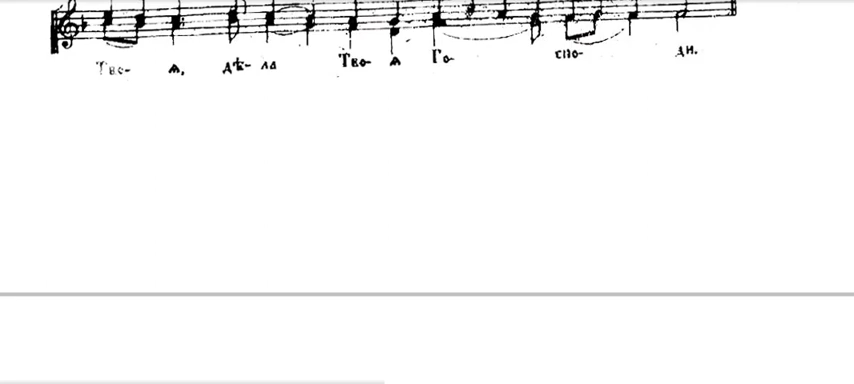 Тво- ѧ, дѣ- ла Тво- ѧ Го- спо- ди.